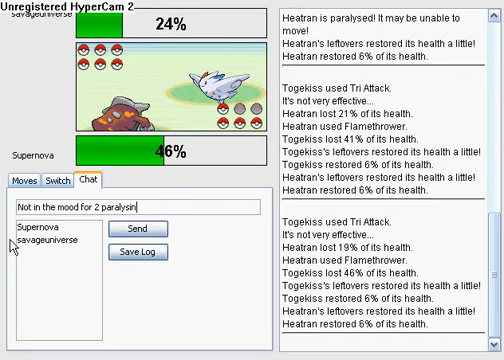 Unregistered HyperCam 2
savageuniverse
24%
Supernova
46%
Moves
Switch
Chat
Not in the mood for 2 paralysin
Supernova
savageuniverse
Send
Save Log
Heatran is paralysed! It may be unable to
move!
Heatran's leftovers restored its health a little!
Heatran restored 6% of its health.
Togekiss used Tri Attack.
It's not very effective...
Heatran lost 21% of its health.
Heatran used Flamethrower.
Togekiss lost 41% of its health.
Togekiss's leftovers restored its health a little!
Togekiss restored 6% of its health.
Heatran's leftovers restored its health a little!
Heatran restored 6% of its health.
Togekiss used Tri Attack.
It's not very effective...
Heatran lost 19% of its health.
Heatran used Flamethrower.
Togekiss lost 46% of its health.
Togekiss's leftovers restored its health a little!
Togekiss restored 6% of its health.
Heatran's leftovers restored its health a little!
Heatran restored 6% of its health.